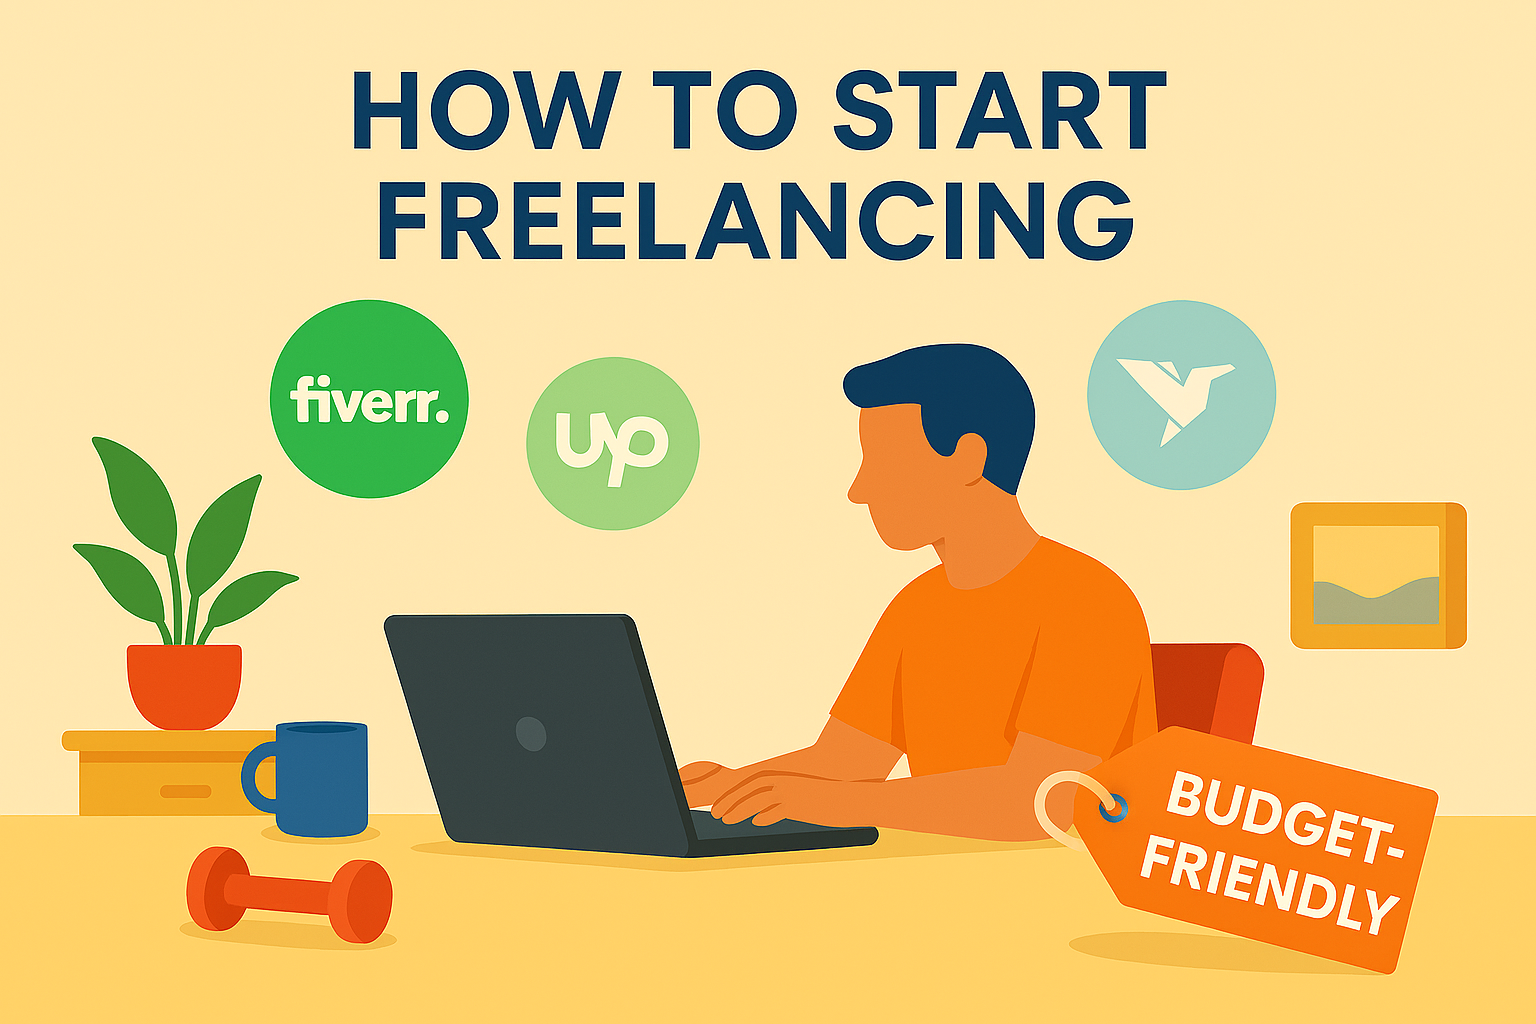 HOW TO START
FREELANCING
fiverr.
up
BUDGET-
FRIENDLY